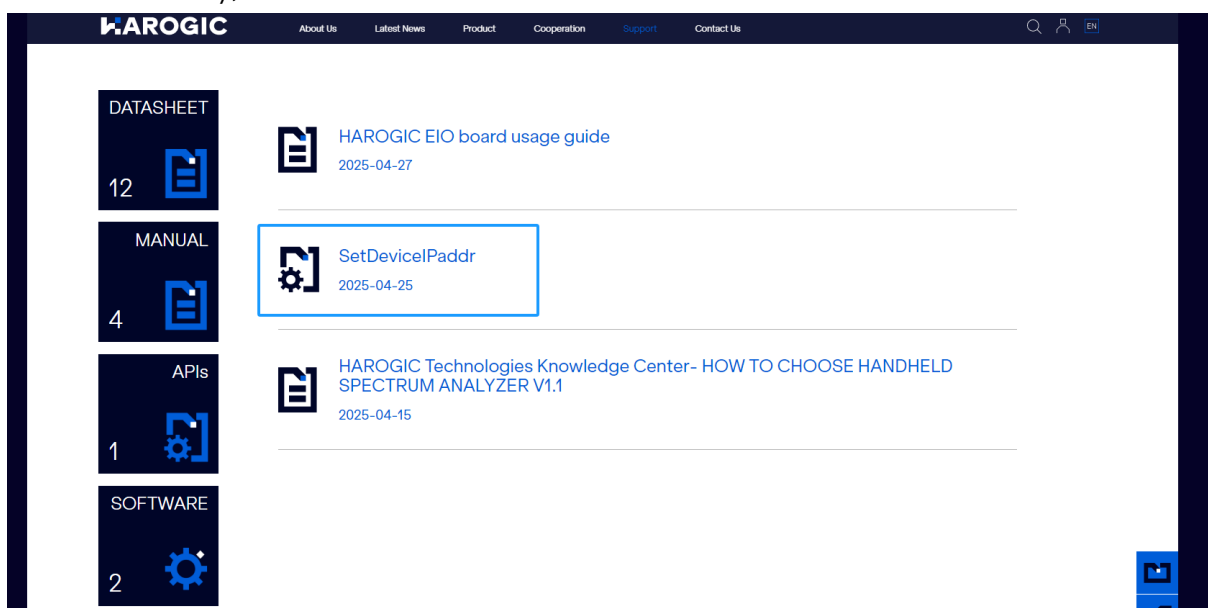 HAROGIC
About Us Latest News Product Cooperation Support Contact Us EN
DATASHEET
12
MANUAL
4
APIs
1
SOFTWARE
2
HAROGIC EIO board usage guide
2025-04-27
SetDeviceIPaddr
2025-04-25
HAROGIC Technologies Knowledge Center- HOW TO CHOOSE HANDHELD
SPECTRUM ANALYZER V1.1
2025-04-15